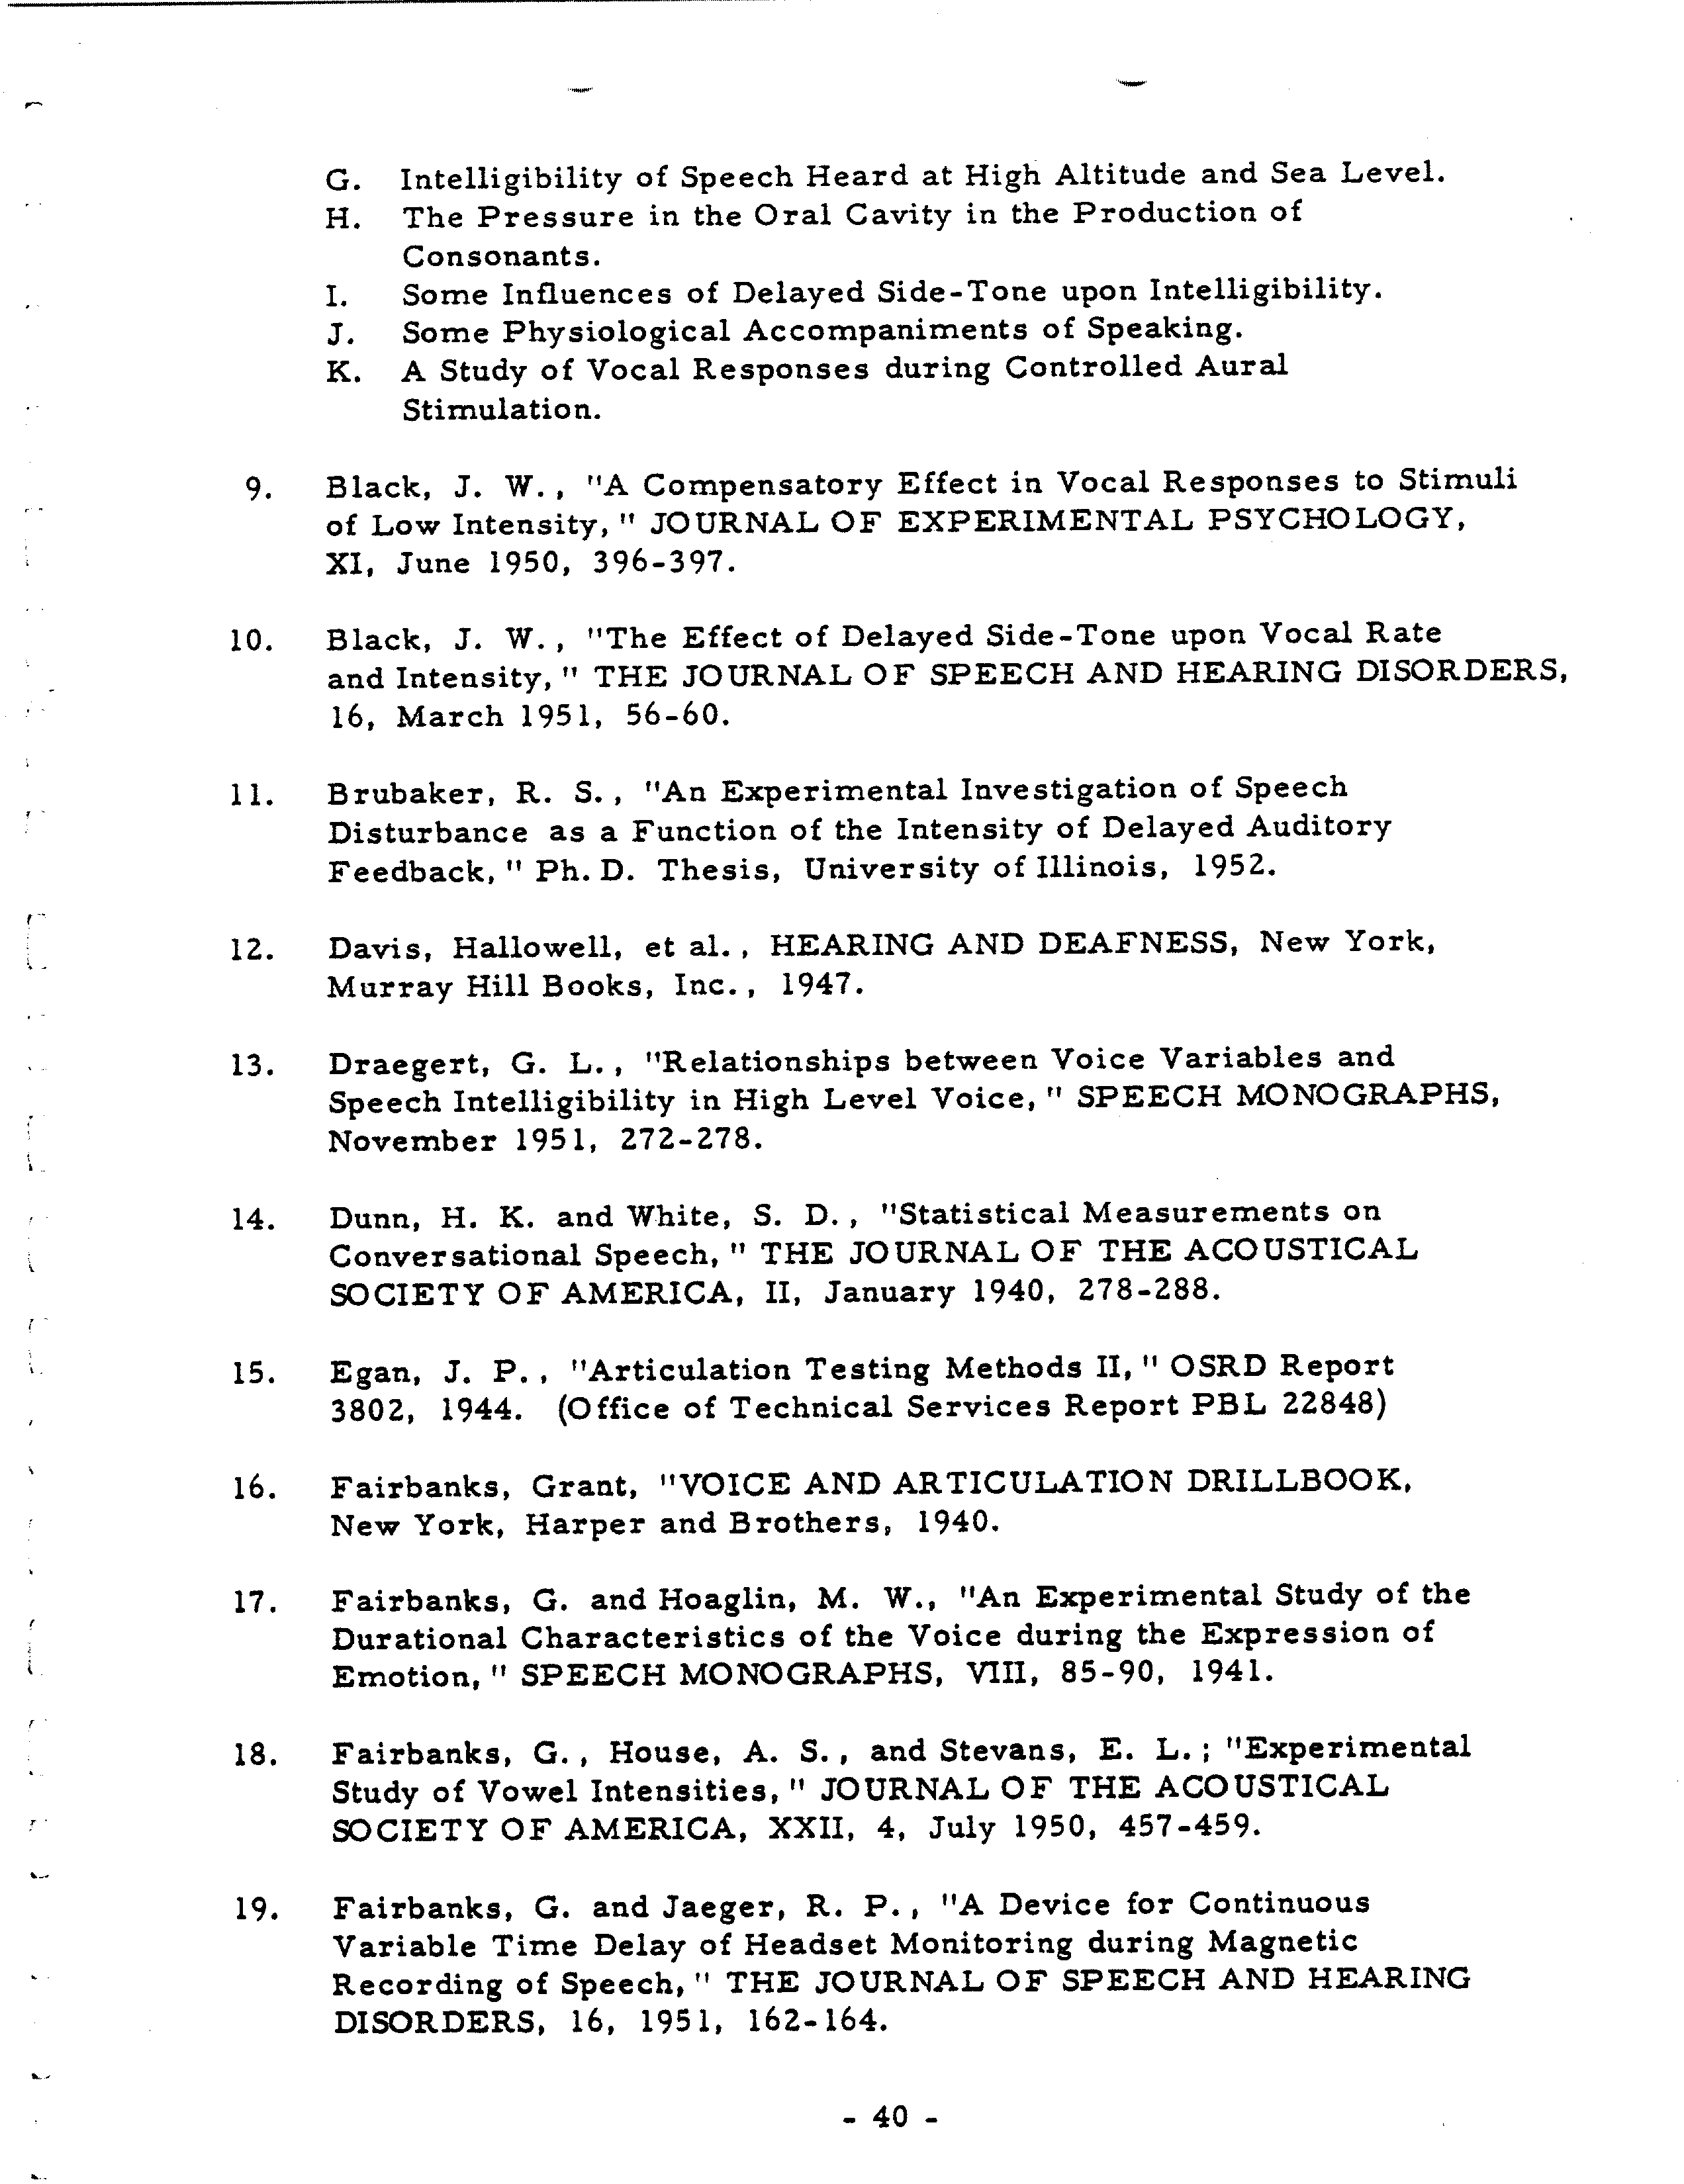 G. Intelligibility of Speech Heard at High Altitude and Sea Level.
H. The Pressure in the Oral Cavity in the Production of
Consonants.
I. Some Influences of Delayed Side-Tone upon Intelligibility.
J. Some Physiological Accompaniments of Speaking.
K. A Study of Vocal Responses during Controlled Aural
Stimulation.
9. Black, J. W., "A Compensatory Effect in Vocal Responses to Stimuli
of Low Intensity," JOURNAL OF EXPERIMENTAL PSYCHOLOGY,
XI, June 1950, 396-397.
10. Black, J. W., "The Effect of Delayed Side-Tone upon Vocal Rate
and Intensity," THE JOURNAL OF SPEECH AND HEARING DISORDERS,
16, March 1951, 56-60.
11. Brubaker, R. S., "An Experimental Investigation of Speech
Disturbance as a Function of the Intensity of Delayed Auditory
Feedback," Ph. D. Thesis, University of Illinois, 1952.
12. Davis, Hallowell, et al., HEARING AND DEAFNESS, New York,
Murray Hill Books, Inc., 1947.
13. Draegert, G. L., "Relationships between Voice Variables and
Speech Intelligibility in High Level Voice," SPEECH MONOGRAPHS,
November 1951, 272-278.
14. Dunn, H. K. and White, S. D., "Statistical Measurements on
Conversational Speech," THE JOURNAL OF THE ACOUSTICAL
SOCIETY OF AMERICA, II, January 1940, 278-288.
15. Egan, J. P., "Articulation Testing Methods II," OSRD Report
3802, 1944. (Office of Technical Services Report PBL 22848)
16. Fairbanks, Grant, "VOICE AND ARTICULATION DRILLBOOK,
New York, Harper and Brothers, 1940.
17. Fairbanks, G. and Hoaglin, M. W., "An Experimental Study of the
Durational Characteristics of the Voice during the Expression of
Emotion," SPEECH MONOGRAPHS, VIII, 85-90, 1941.
18. Fairbanks, G., House, A. S., and Stevans, E. L.; "Experimental
Study of Vowel Intensities," JOURNAL OF THE ACOUSTICAL
SOCIETY OF AMERICA, XXII, 4, July 1950, 457-459.
19. Fairbanks, G. and Jaeger, R. P., "A Device for Continuous
Variable Time Delay of Headset Monitoring during Magnetic
Recording of Speech," THE JOURNAL OF SPEECH AND HEARING
DISORDERS, 16, 1951, 162-164.
- 40 -